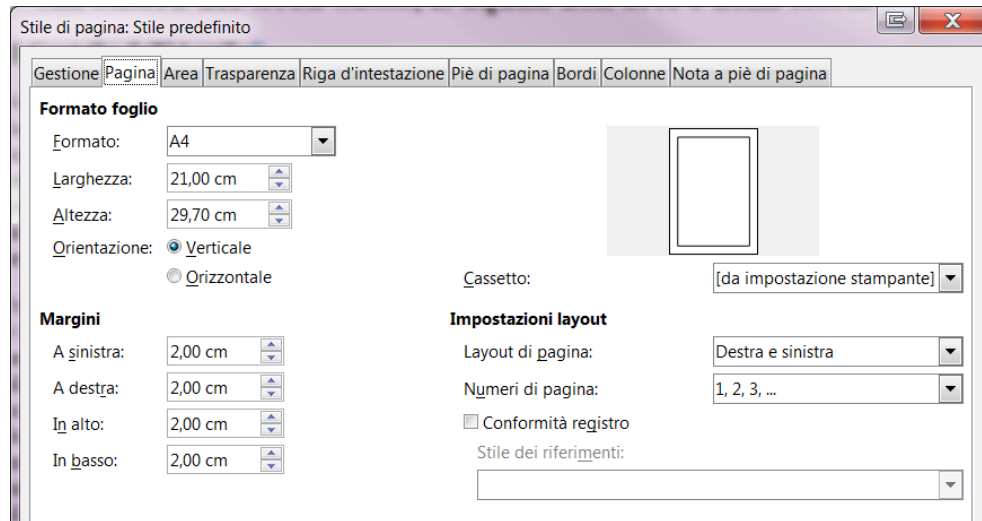 Stile di pagina: Stile predefinito
Gestione Pagina Area Trasparenza Riga d'intestazione Piè di pagina Bordi Colonne Nota a piè di pagina
Formato foglio
Formato: A4
Larghezza: 21,00 cm
Altezza: 29,70 cm
Orientazione: Verticale
Orizzontale
Cassetto: [da impostazione stampante]
Margini
A sinistra: 2,00 cm
A destra: 2,00 cm
In alto: 2,00 cm
In basso: 2,00 cm
Impostazioni layout
Layout di pagina: Destra e sinistra
Numeri di pagina: 1, 2, 3, ...
Conformità registro
Stile dei riferimenti: